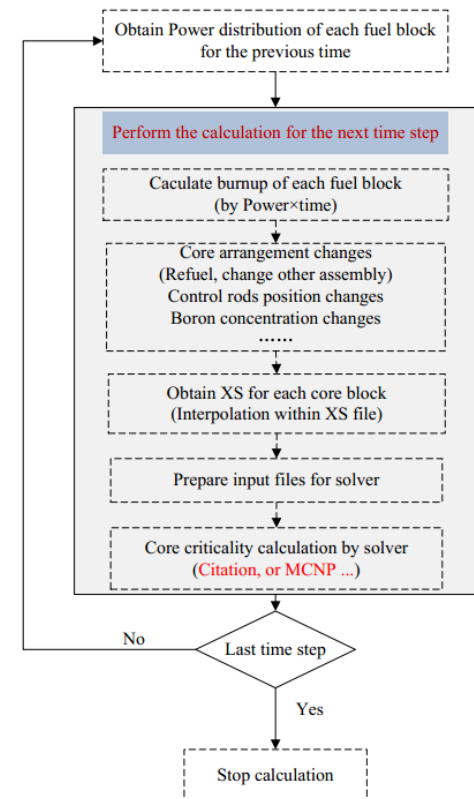 Obtain Power distribution of each fuel block
for the previous time
Perform the calculation for the next time step
Caculate burnup of each fuel block
(by Power×time)
Core arrangement changes
(Refuel, change other assembly)
Control rods position changes
Boron concentration changes
……
Obtain XS for each core block
(Interpolation within XS file)
Prepare input files for solver
Core criticality calculation by solver
(Citation, or MCNP ...)
No
Last time step
Yes
Stop calculation